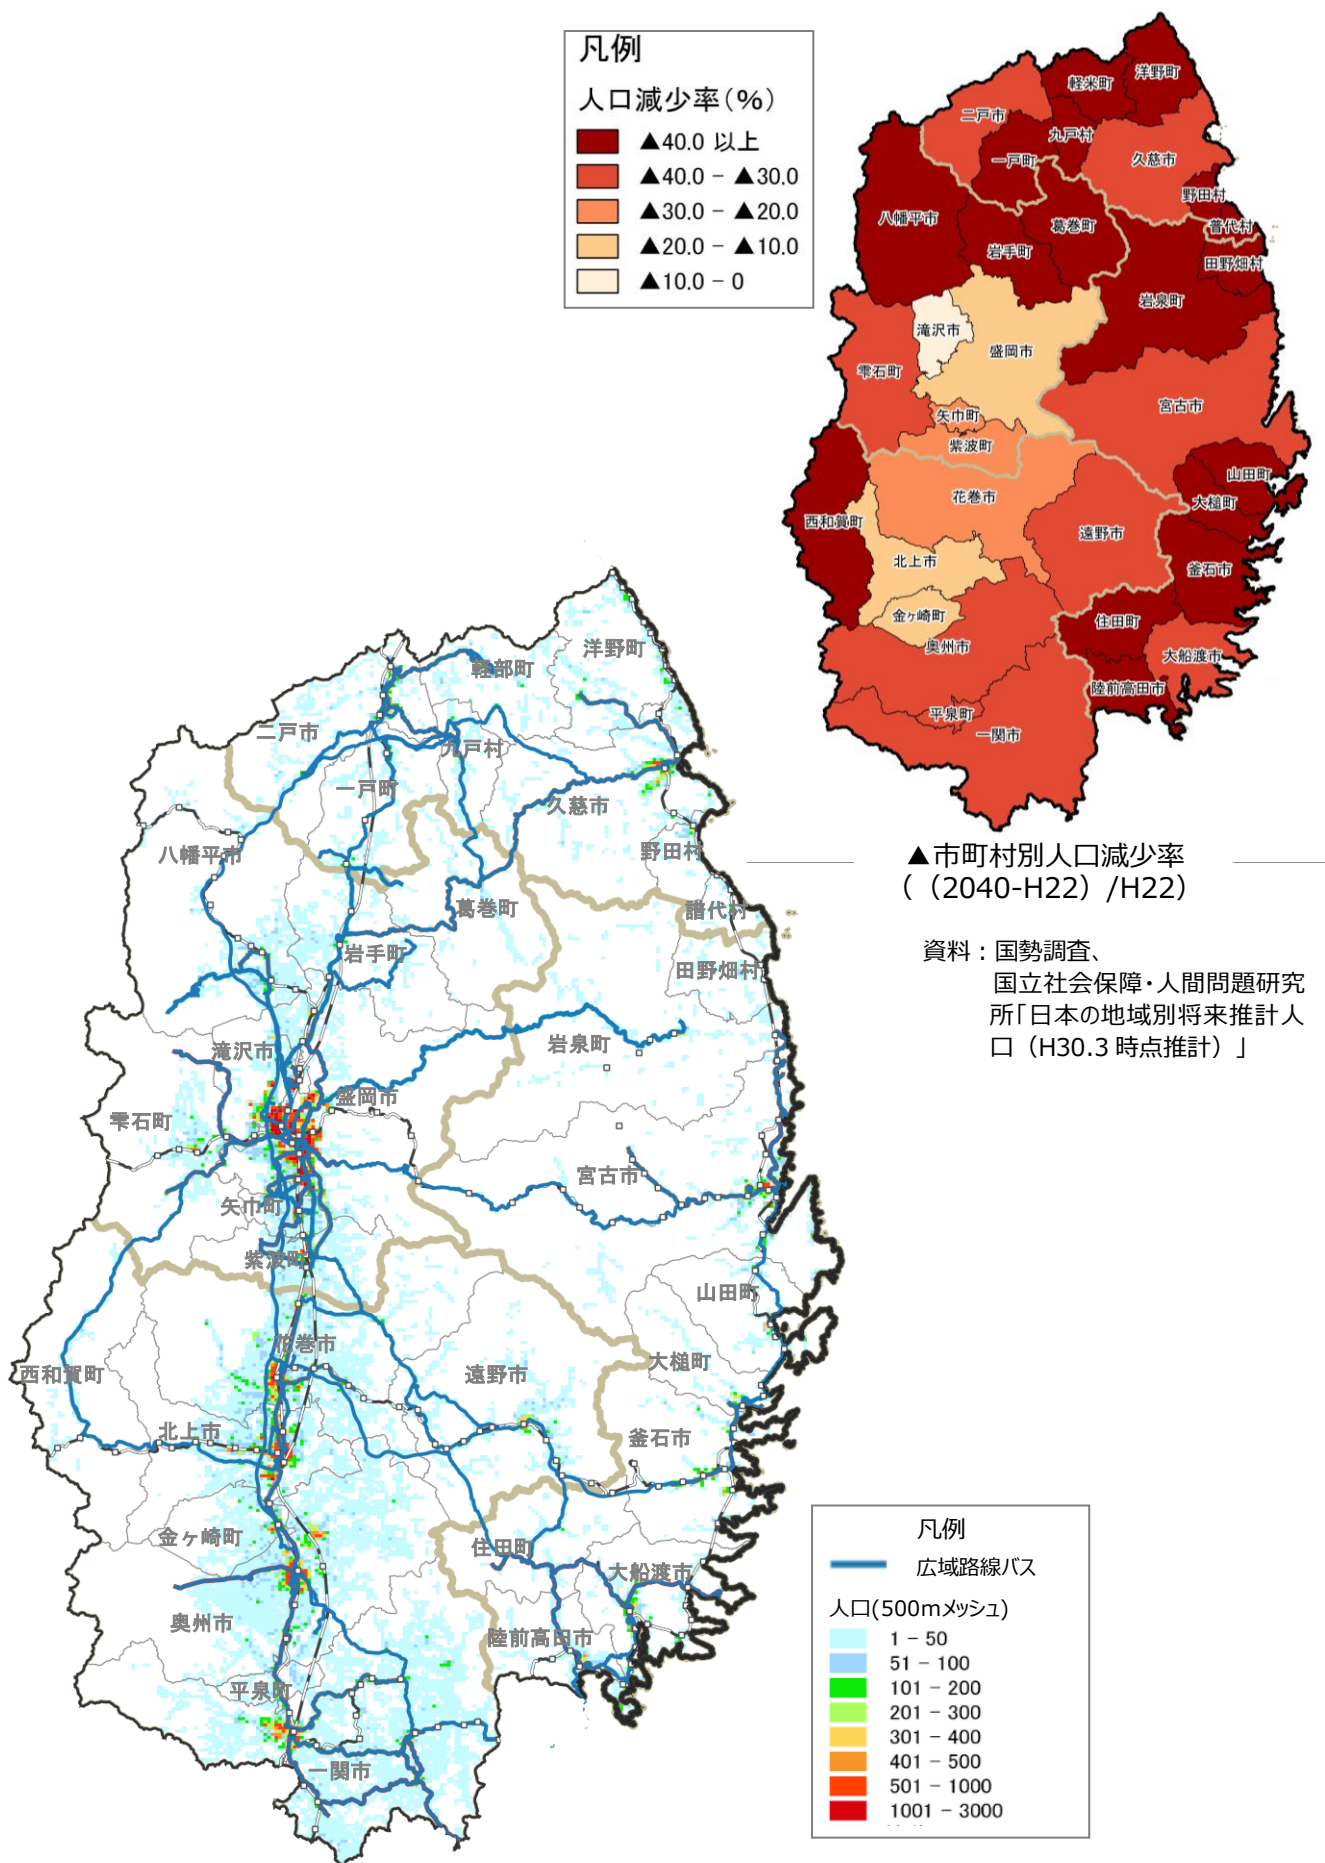 凡例
人口減少率(%)
▲40.0 以上
▲40.0 - ▲30.0
▲30.0 - ▲20.0
▲20.0 - ▲10.0
▲10.0 - 0
洋野町
軽米町
二戸市
九戸村
一戸町
久慈市
野田村
八幡平市
葛巻町
普代村
岩手町
田野畑村
岩泉町
滝沢市
盛岡市
雫石町
宮古市
矢巾町
紫波町
山田町
花巻市
大槌町
西和賀町
遠野市
北上市
釜石市
金ヶ崎町
住田町
奥州市
大船渡市
陸前高田市
平泉町
一関市
▲市町村別人口減少率
(（2040-H22）/H22）
資料：国勢調査、
国立社会保障・人間問題研究
所「日本の地域別将来推計人
口（H30.3 時点推計）」
洋野町
軽部町
二戸市
九戸村
一戸町
久慈市
八幡平市
野田村
葛巻町
譜代村
岩手町
田野畑村
岩泉町
滝沢市
盛岡市
雫石町
宮古市
矢巾町
紫波町
山田町
花巻市
大槌町
西和賀町
遠野市
北上市
釜石市
金ヶ崎町
住田町
大船渡市
奥州市
陸前高田市
平泉町
一関市
凡例
広域路線バス
人口(500mメッシュ)
1 - 50
51 - 100
101 - 200
201 - 300
301 - 400
401 - 500
501 - 1000
1001 - 3000